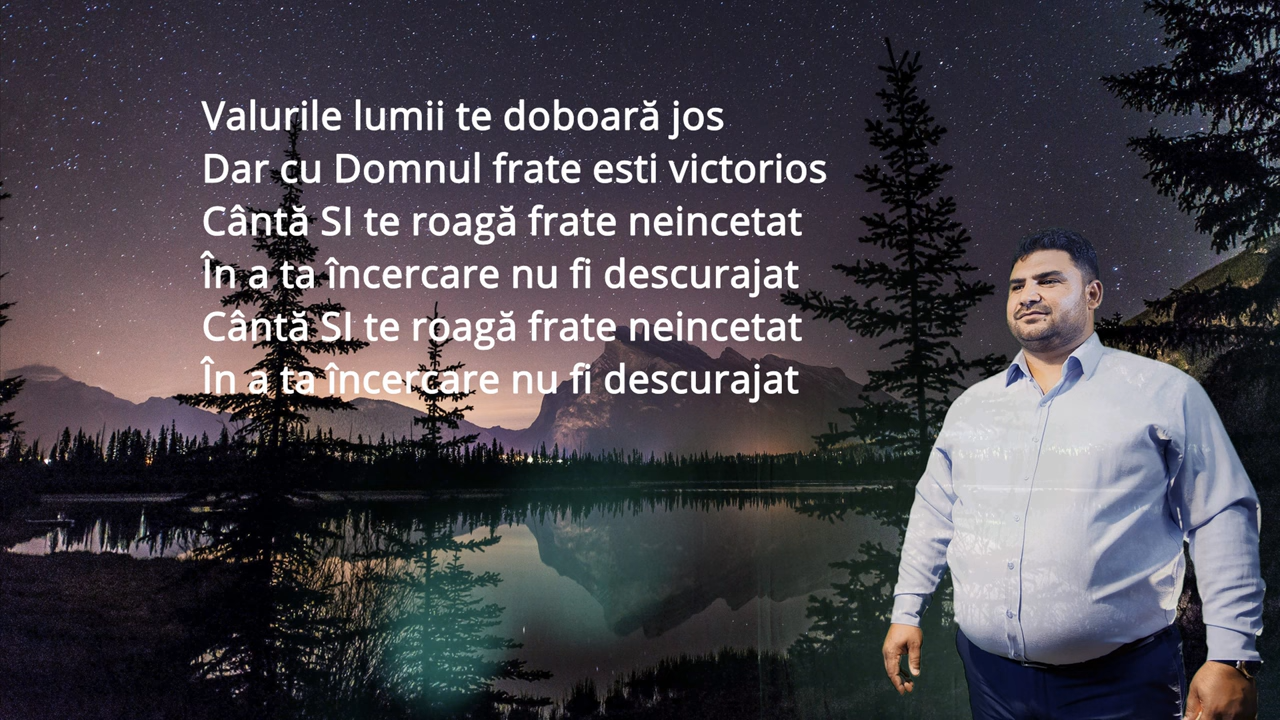 Valurile lumii te doboară jos
Dar cu Domnul frate esti victorios
Cântă SI te roagă frate neincetat
În a ta încercare nu fi descurajat
Cântă SI te roagă frate neincetat
În a ta încercare nu fi descurajat